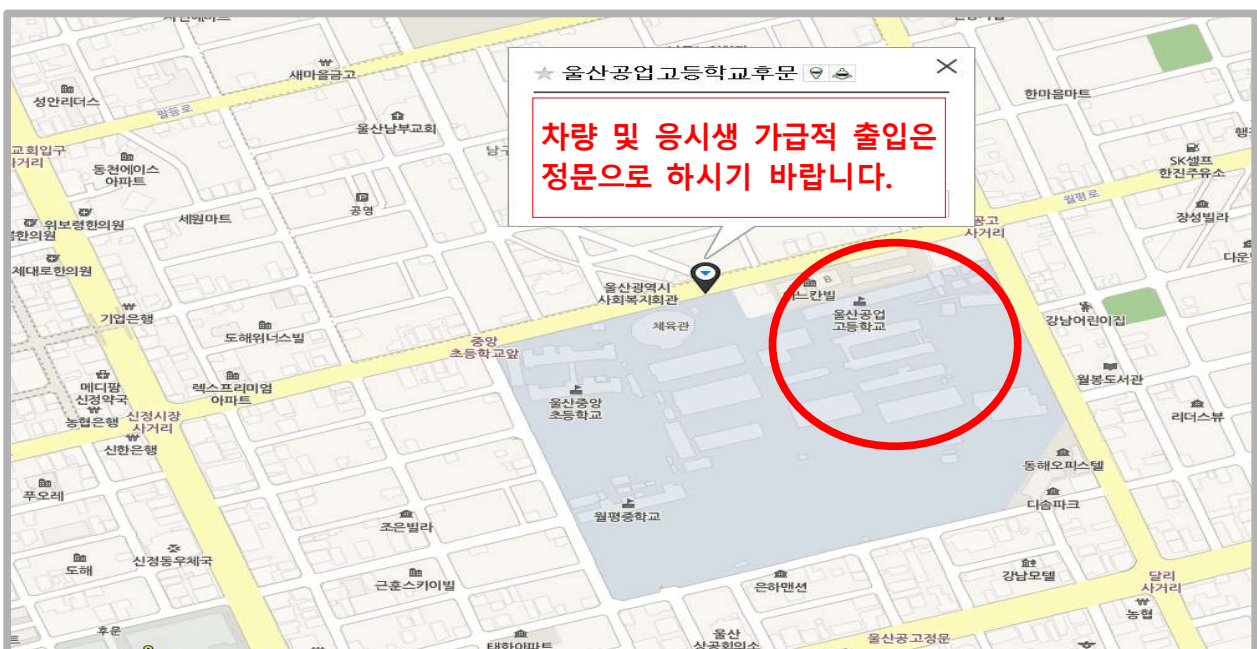 새마을금고
성안리더스
팔등로
울산남부교회
★ 울산공업고등학교후문
차량 및 응시생 가급적 출입은
정문으로 하시기 바랍니다.
한마음마트
SK셀프
한진주유소
교회입구
동천에이스
아파트
공영
세원마트
위보령한의원
제대로한의원
월평로
장성빌라
공고
사거리
울산광역시
사회복지회관
울산공업
고등학교
체육관
강남어린이집
기업은행
도해위너스빌
중앙
초등학교앞
월봉도서관
메디팜
신정약국
렉스프리미엄
아파트
울산중앙
초등학교
리더스뷰
농협은행
신정시장
사거리
신한은행
동해오피스텔
푸오레
다솜파크
조은빌라
월평중학교
신정동우체국
도해
근훈스카이빌
은하맨션
강남모텔
달리
사거리
농협
후문
태화아파트
울산
상공회의소
울산공고정문